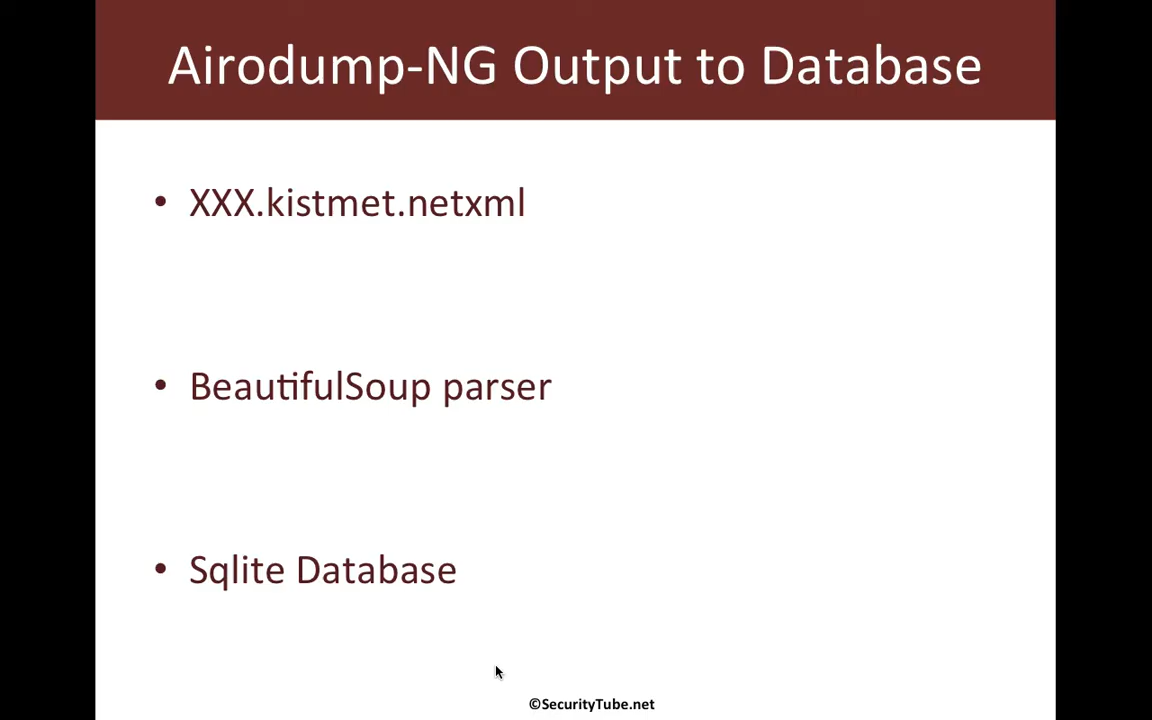 Airodump-NG Output to Database
• XXX.kistmet.netxml
• BeautifulSoup parser
• Sqlite Database
©SecurityTube.net